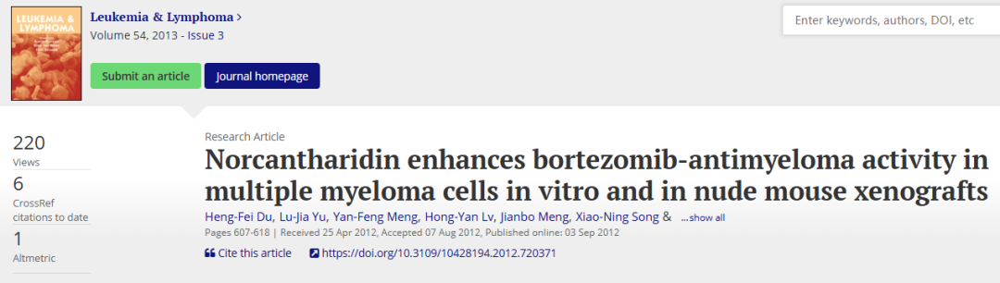 LEUKEMIA &
LYMPHOMA
Leukemia & Lymphoma >
Volume 54, 2013 - Issue 3
Enter keywords, authors, DOI, etc
Submit an article
Journal homepage
220
Views
6
CrossRef
citations to date
1
Altmetric
Research Article
Norcantharidin enhances bortezomib-antimyeloma activity in
multiple myeloma cells in vitro and in nude mouse xenografts
Heng-Fei Du, Lu-Jia Yu, Yan-Feng Meng, Hong-Yan Lv, Jianbo Meng, Xiao-Ning Song & ...show all
Pages 607-618 | Received 25 Apr 2012, Accepted 07 Aug 2012, Published online: 03 Sep 2012
Cite this article https://doi.org/10.3109/10428194.2012.720371